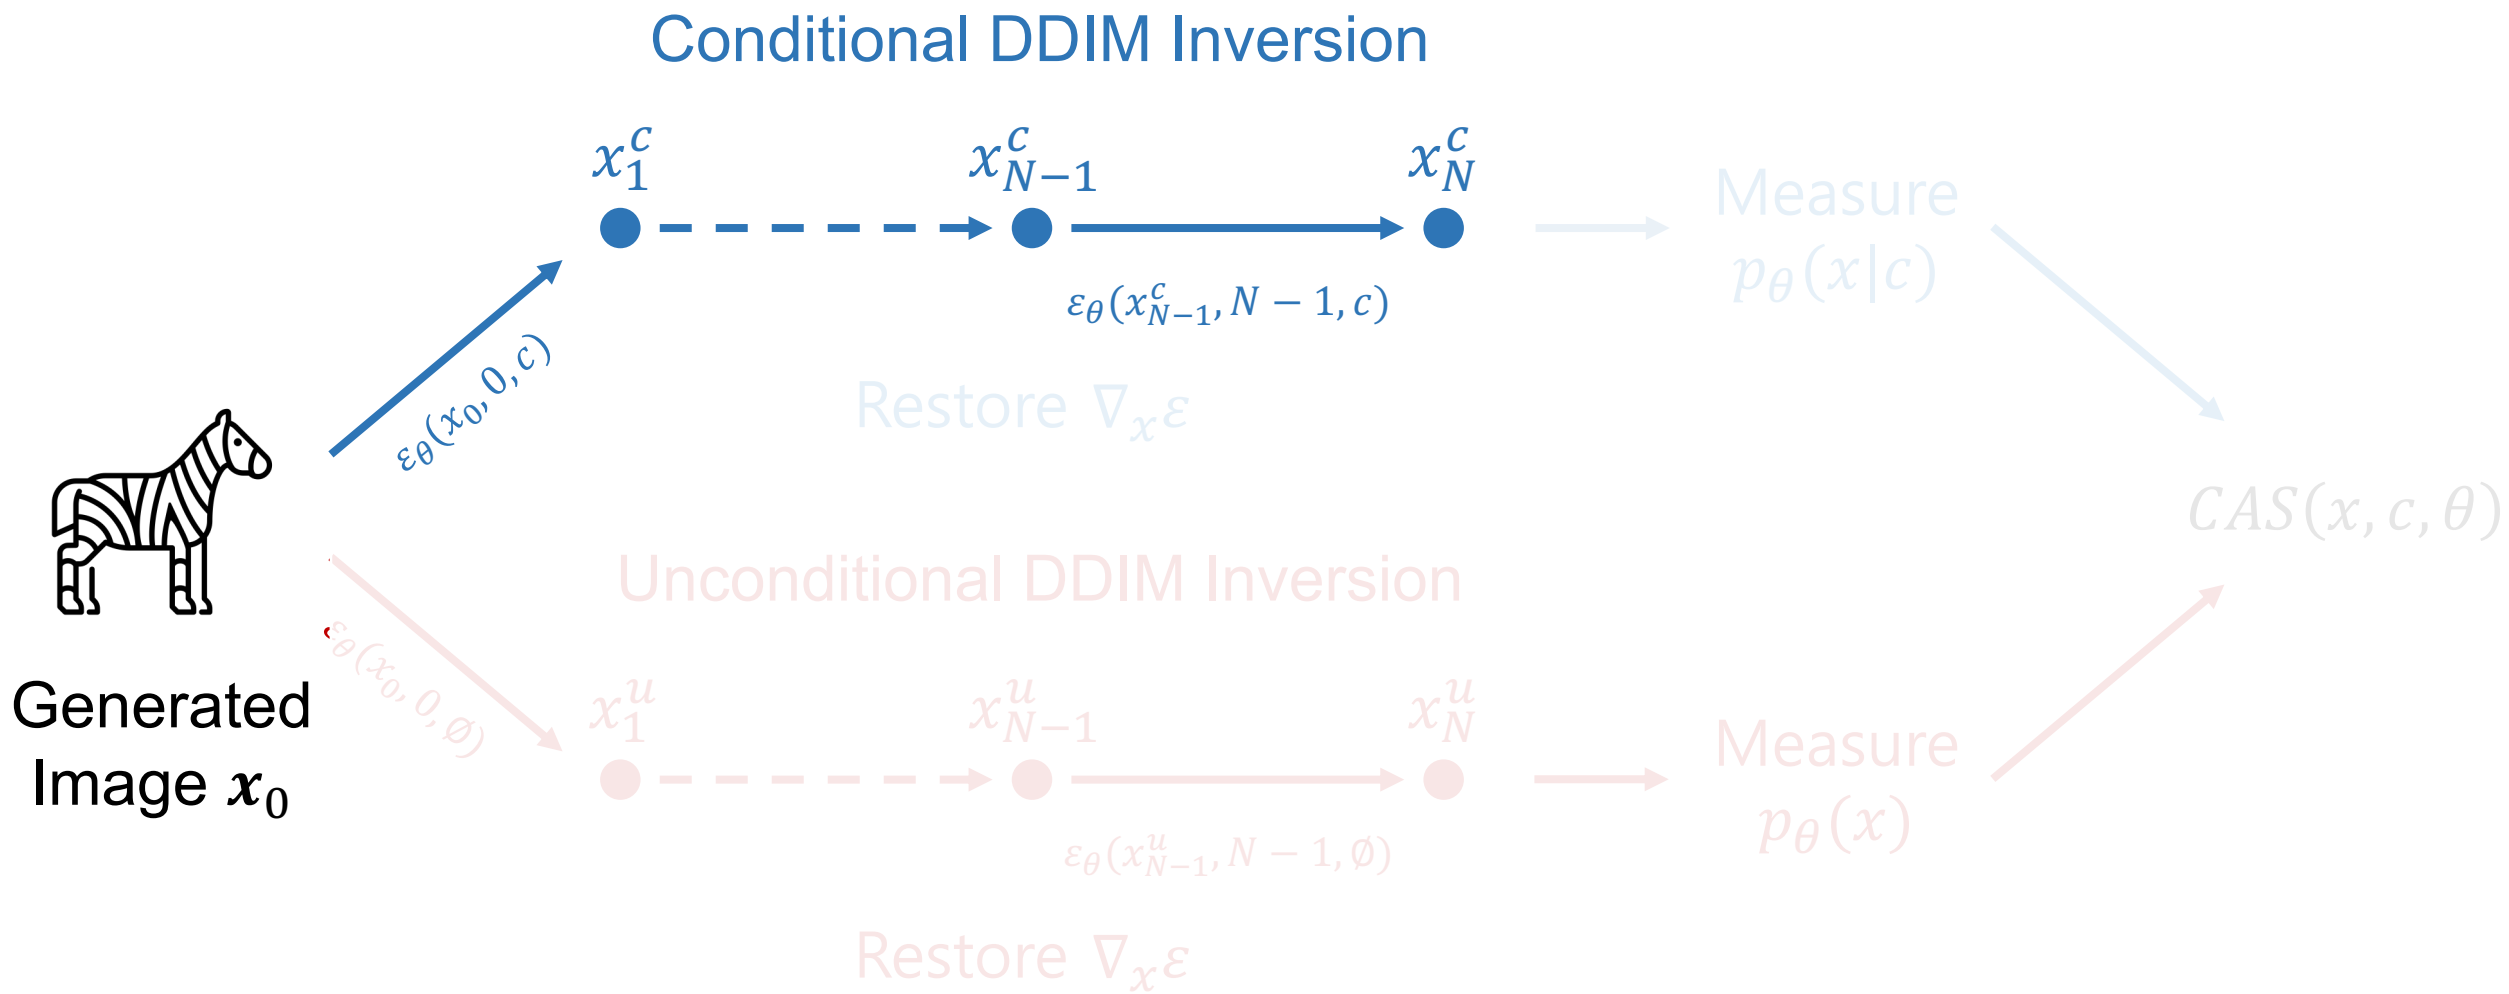 Conditional DDIM Inversion
x_1^c
x_{N−1}^c
x_N^c
Measure
p_θ(x|c)
ε_θ(x_0,0,c)
ε_θ(x_{N−1}^c, N − 1, c)
Restore ∇_x ε
CAS(x, c, θ)
Unconditional DDIM Inversion
ε_θ(x_0,0,∅)
Generated
Image x_0
x_1^u
x_{N−1}^u
x_N^u
Measure
p_θ(x)
ε_θ(x_{N−1}^u, N − 1, ∅)
Restore ∇_x ε